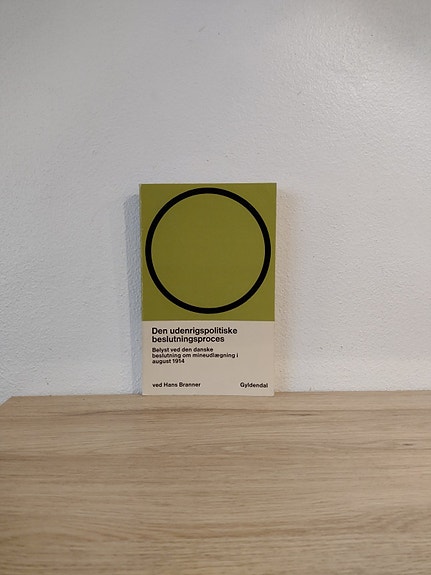 Den udenrigspolitiske
beslutningsproces
Belyst ved den danske
beslutning om mineudlægning i
august 1914
ved Hans Branner
Gyldendal